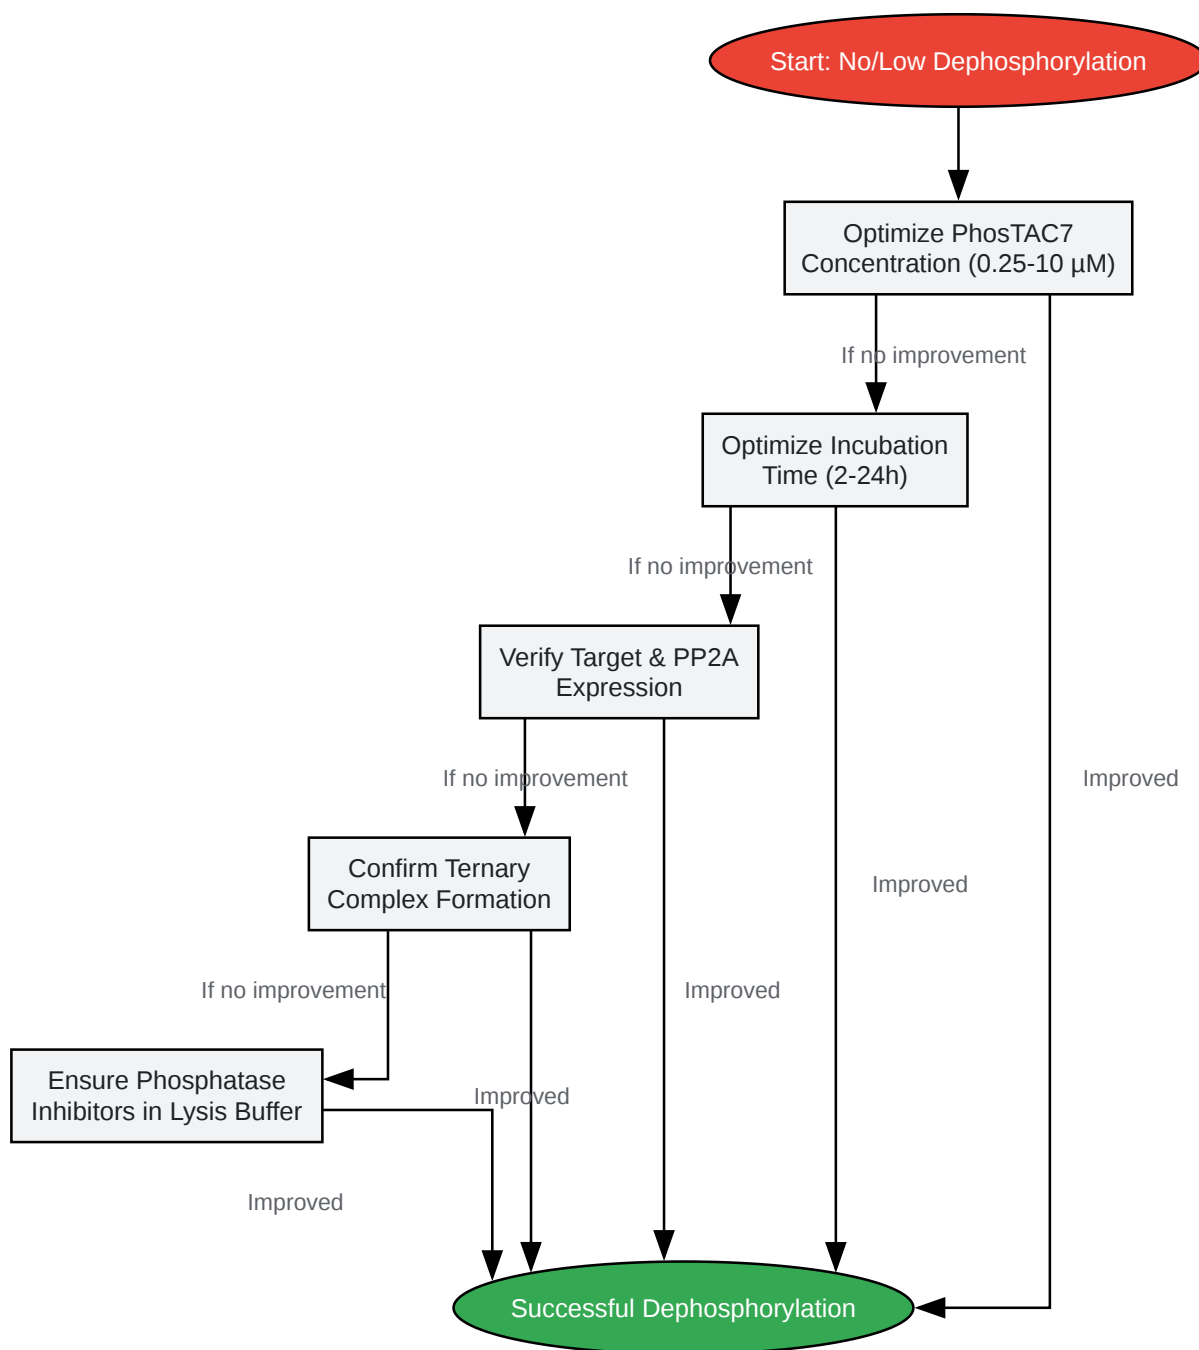 Start: No/Low Dephosphorylation
Optimize PhosTAC7
Concentration (0.25-10 µM)
If no improvement
Optimize Incubation
Time (2-24h)
If no improvement
Verify Target & PP2A
Expression
If no improvement
Improved
Confirm Ternary
Complex Formation
Improved
If no improvement
Improved
Ensure Phosphatase
Inhibitors in Lysis Buffer
Improved
Improved
Successful Dephosphorylation